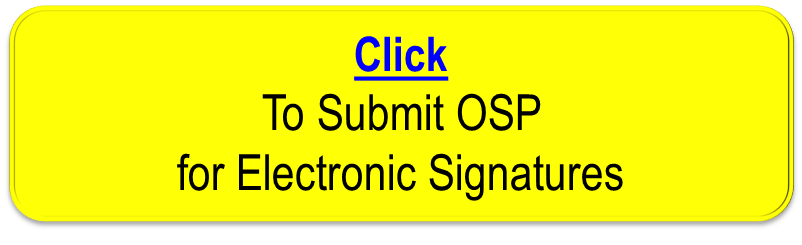 Click
To Submit OSP
for Electronic Signatures